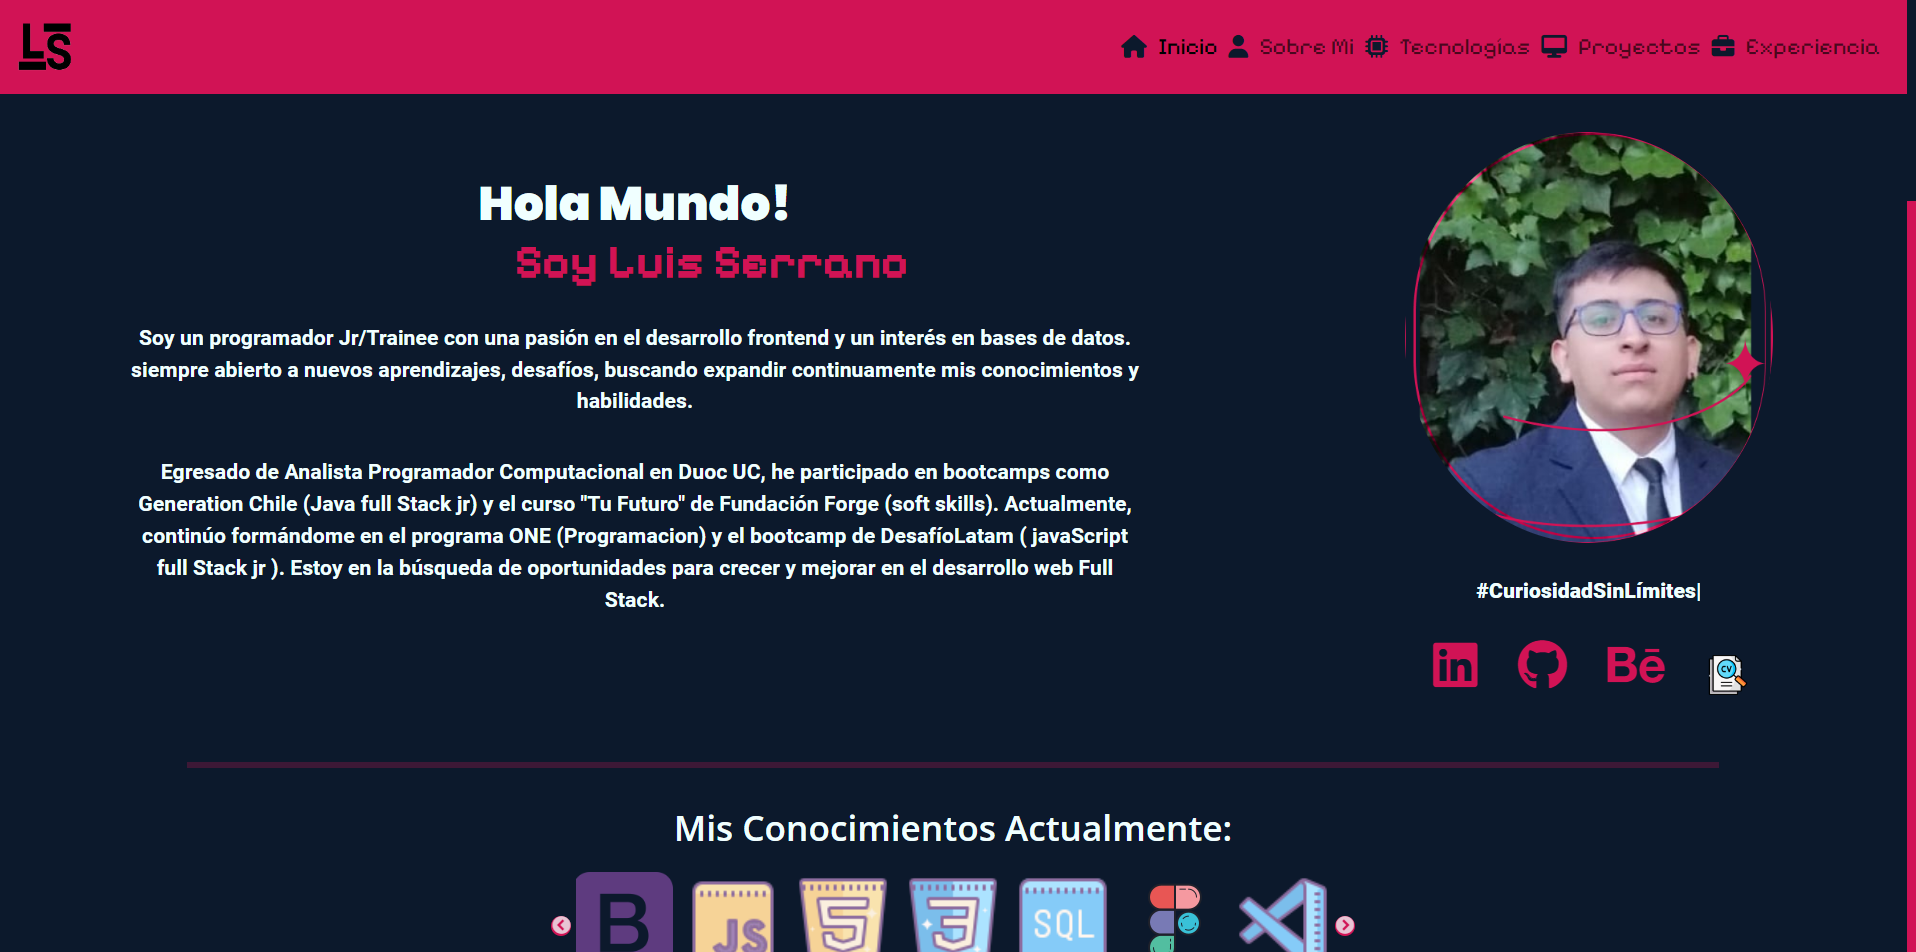 LS
Inicio Sobre Mi Tecnologías Proyectos Experiencia
Hola Mundo!
Soy Luis Serrano
Soy un programador Jr/Trainee con una pasión en el desarrollo frontend y un interés en bases de datos.
siempre abierto a nuevos aprendizajes, desafíos, buscando expandir continuamente mis conocimientos y
habilidades.
Egresado de Analista Programador Computacional en Duoc UC, he participado en bootcamps como
Generation Chile (Java full Stack jr) y el curso "Tu Futuro" de Fundación Forge (soft skills). Actualmente,
continúo formándome en el programa ONE (Programacion) y el bootcamp de DesafíoLatam ( javaScript
full Stack jr ). Estoy en la búsqueda de oportunidades para crecer y mejorar en el desarrollo web Full
Stack.
#CuriosidadSinLímites|
in Bē CV
Mis Conocimientos Actualmente:
B JS 5 3 SQL